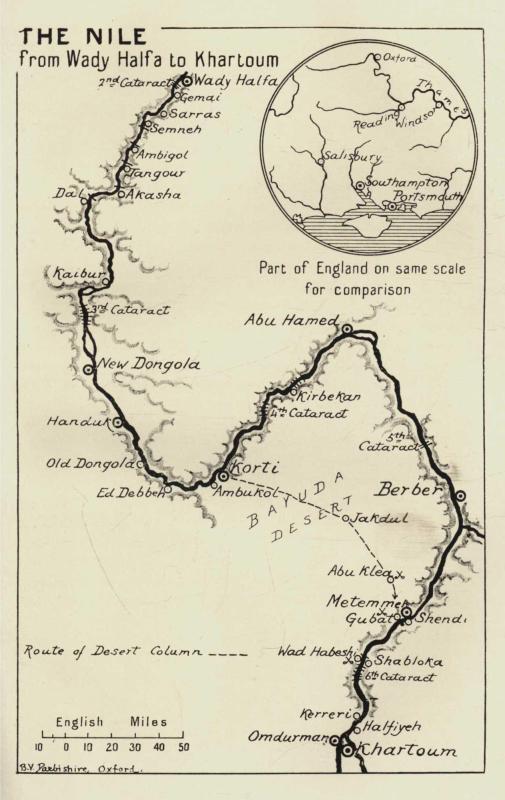 THE NILE
from Wady Halfa to Khartoum
2nd Cataract
Wady Halfa
Gemai
Sarras
Semneh
Ambigol
Tangour
Dal
Akasha
Kaibur
3rd Cataract
New Dongola
Handuk
Old Dongola
Ed Debbeh
Ambukol
Korti
Oxford
Thames
Reading
Windsor
Salisbury
Southampton
Portsmouth
Part of England on same scale
for comparison
Abu Hamed
Kirbekan
4th Cataract
5th
Cataract
Berber
BAYUDA
DESERT
Jakdul
Abu Klea
Metemmeh
Gubat
Shendi
Route of Desert Column
Wad Habesh
Shabloka
6th Cataract
Kerreri
Halfiyeh
Omdurman
Khartoum
English Miles
10 0 10 20 30 40 50
B.V. Darbishire, Oxford.